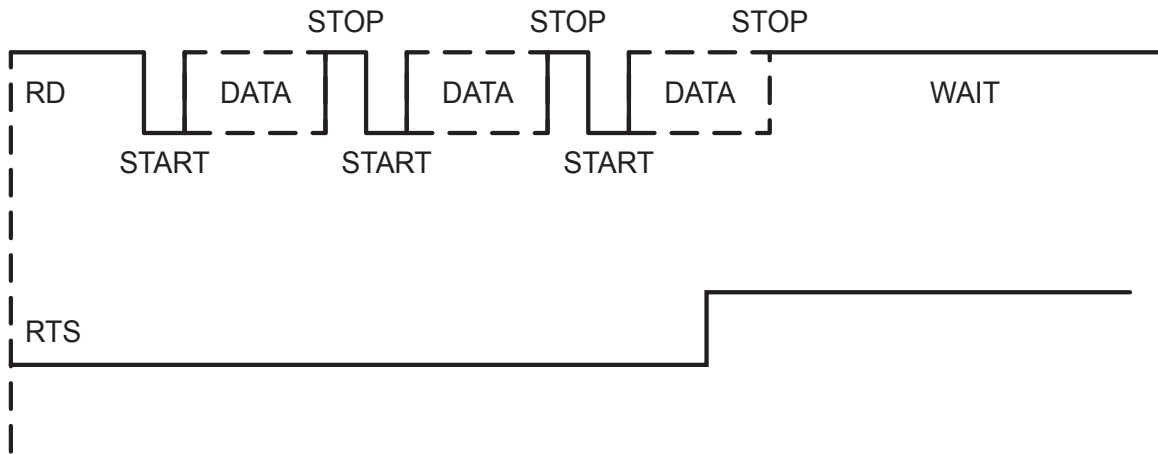 STOP STOP STOP
RD DATA DATA DATA WAIT
START START START
RTS